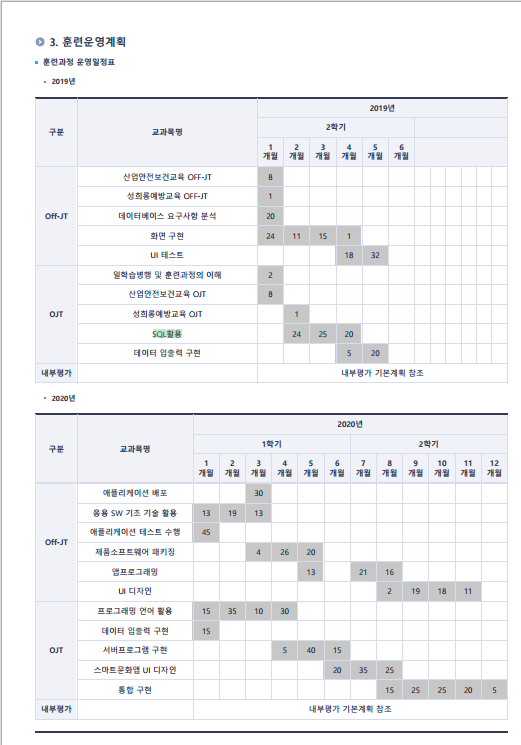 3. 훈련운영계획
훈련과정 운영일정표
• 2019년
구분 교과목명 2019년
2학기
1개월 2개월 3개월 4개월 5개월 6개월
Off-JT
산업안전보건교육 OFF-JT 8
성희롱예방교육 OFF-JT 1
데이터베이스 요구사항 분석 20
화면 구현 24 11 15 1
UI 테스트 18 32
OJT
일학습병행 및 훈련과정의 이해 2
산업안전보건교육 OJT 8
성희롱예방교육 OJT 1
SQL활용 24 25 20
데이터 입출력 구현 5 20
내부평가 내부평가 기본계획 참조
• 2020년
구분 교과목명 2020년
1학기 2학기
1개월 2개월 3개월 4개월 5개월 6개월 7개월 8개월 9개월 10개월 11개월 12개월
Off-JT
애플리케이션 배포 30
응용 SW 기초 기술 활용 13 19 13
애플리케이션 테스트 수행 45
제품소프트웨어 패키징 4 26 20
앱프로그래밍 13 21 16
UI 디자인 2 19 18 11
OJT
프로그래밍 언어 활용 15 35 10 30
데이터 입출력 구현 15
서버프로그램 구현 5 40 15
스마트문화앱 UI 디자인 20 35 25
통합 구현 15 25 25 20 5
내부평가 내부평가 기본계획 참조